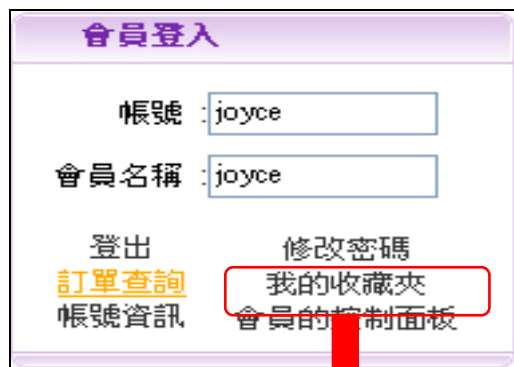 會員登入
帳號 :joyce
會員名稱 :joyce
登出 修改密碼
訂單查詢 我的收藏夾
帳號資訊 會員的控制面板